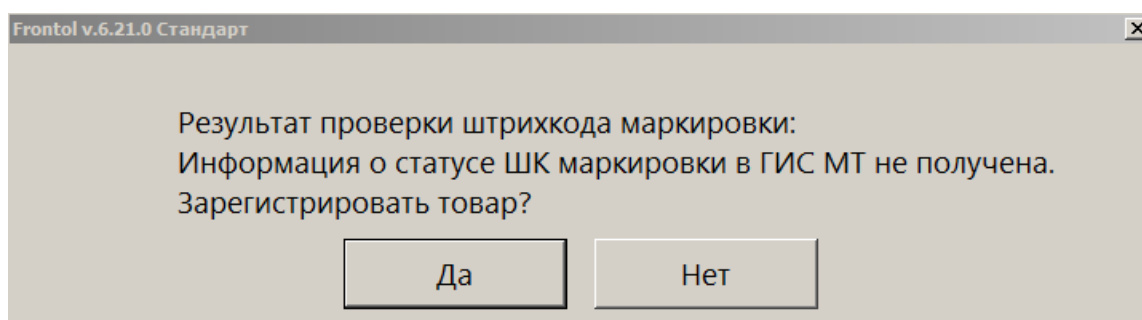 Frontol v.6.21.0 Стандарт
Результат проверки штрихкода маркировки:
Информация о статусе ШК маркировки в ГИС МТ не получена.
Зарегистрировать товар?
Да
Нет